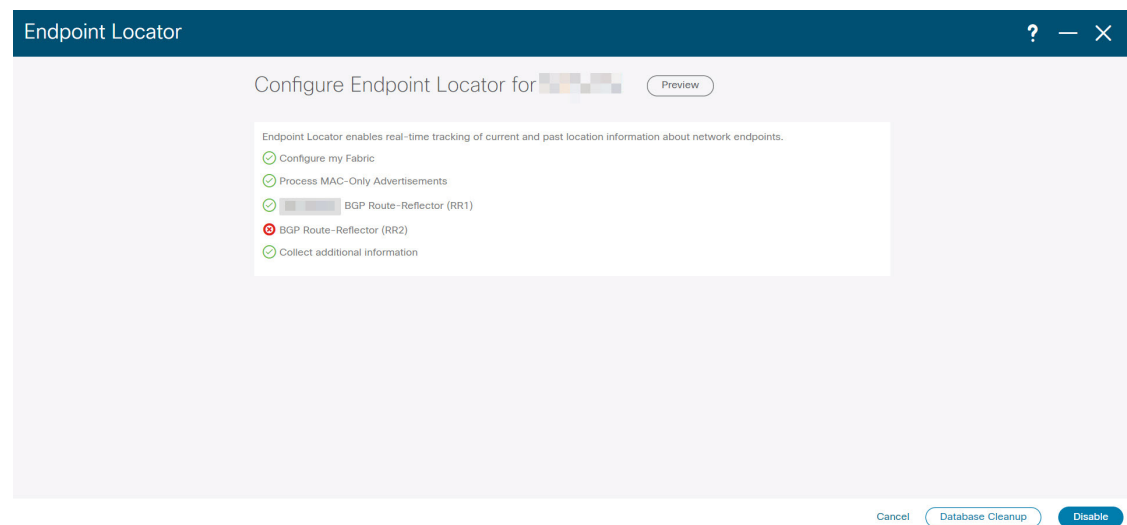 Endpoint Locator
?
Configure Endpoint Locator for
Preview
Endpoint Locator enables real-time tracking of current and past location information about network endpoints.
Configure my Fabric
Process MAC-Only Advertisements
BGP Route-Reflector (RR1)
BGP Route-Reflector (RR2)
Collect additional information
Cancel Database Cleanup Disable